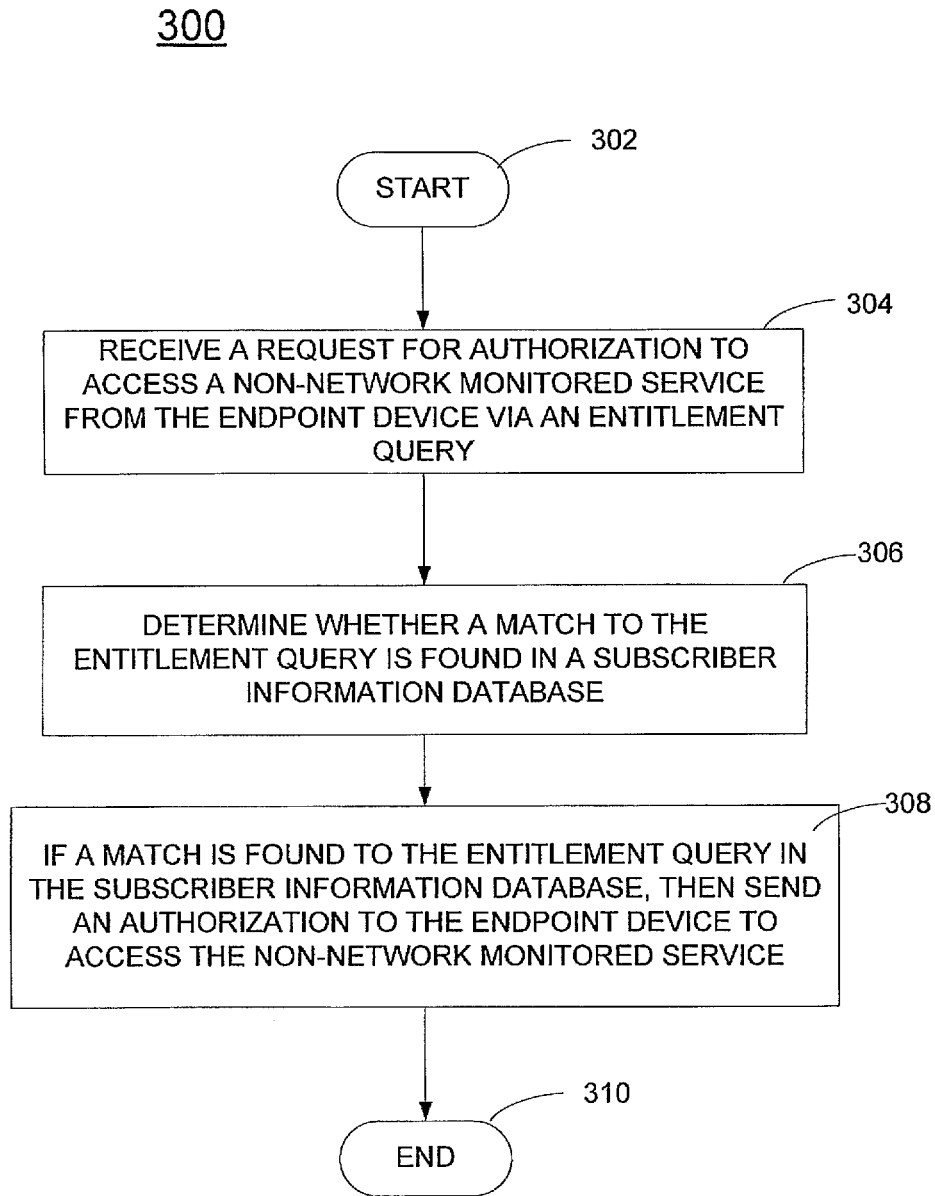 300
302
START
304
RECEIVE A REQUEST FOR AUTHORIZATION TO
ACCESS A NON-NETWORK MONITORED SERVICE
FROM THE ENDPOINT DEVICE VIA AN ENTITLEMENT
QUERY
306
DETERMINE WHETHER A MATCH TO THE
ENTITLEMENT QUERY IS FOUND IN A SUBSCRIBER
INFORMATION DATABASE
308
IF A MATCH IS FOUND TO THE ENTITLEMENT QUERY IN
THE SUBSCRIBER INFORMATION DATABASE, THEN SEND
AN AUTHORIZATION TO THE ENDPOINT DEVICE TO
ACCESS THE NON-NETWORK MONITORED SERVICE
310
END